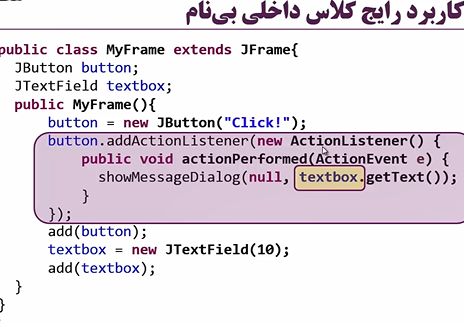 کاربرد رایج کلاس داخلی بی‌نام
public class MyFrame extends JFrame{
JButton button;
JTextField textbox;
public MyFrame(){
button = new JButton("Click!");
button.addActionListener(new ActionListener() {
public void actionPerformed(ActionEvent e) {
showMessageDialog(null, textbox.getText());
}
});
add(button);
textbox = new JTextField(10);
add(textbox);
}
}